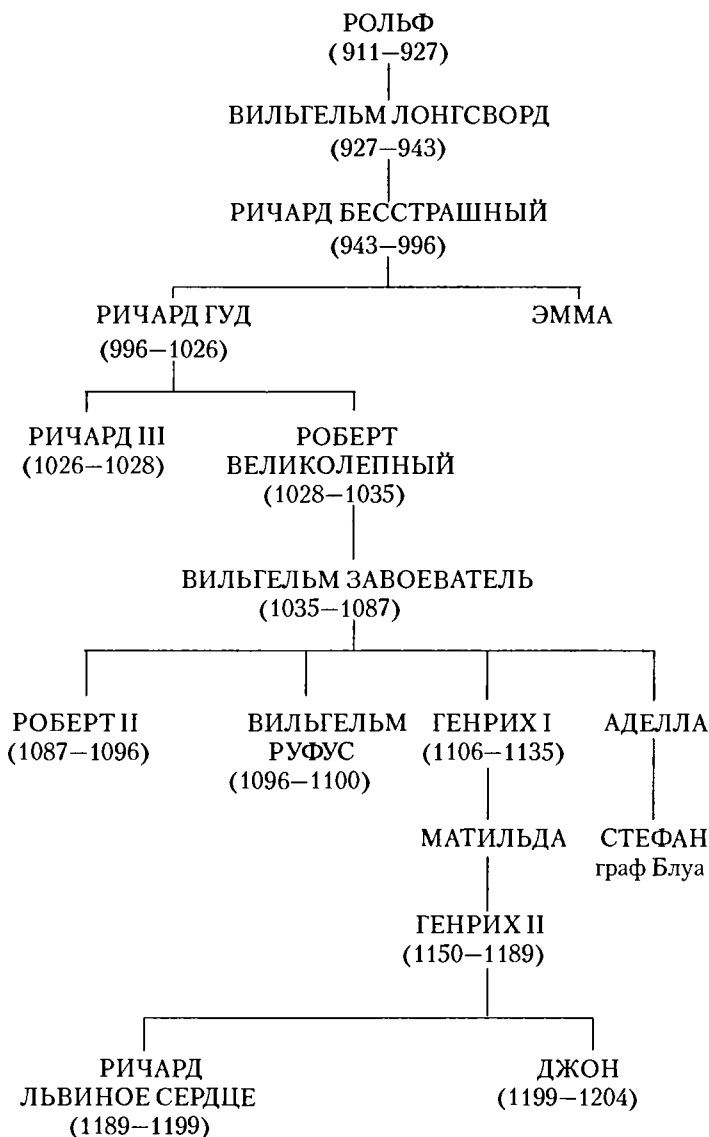 РОЛЬФ
(911—927)
ВИЛЬГЕЛЬМ ЛОНГСВОРД
(927—943)
РИЧАРД БЕССТРАШНЫЙ
(943—996)
РИЧАРД ГУД
(996—1026)
ЭММА
РИЧАРД III
(1026—1028)
РОБЕРТ
ВЕЛИКОЛЕПНЫЙ
(1028—1035)
ВИЛЬГЕЛЬМ ЗАВОЕВАТЕЛЬ
(1035—1087)
РОБЕРТ II
(1087—1096)
ВИЛЬГЕЛЬМ
РУФУС
(1096—1100)
ГЕНРИХ I
(1106—1135)
АДЕЛЛА
МАТИЛЬДА
СТЕФАН
граф Блуа
ГЕНРИХ II
(1150—1189)
РИЧАРД
ЛЬВИНОЕ СЕРДЦЕ
(1189—1199)
ДЖОН
(1199—1204)